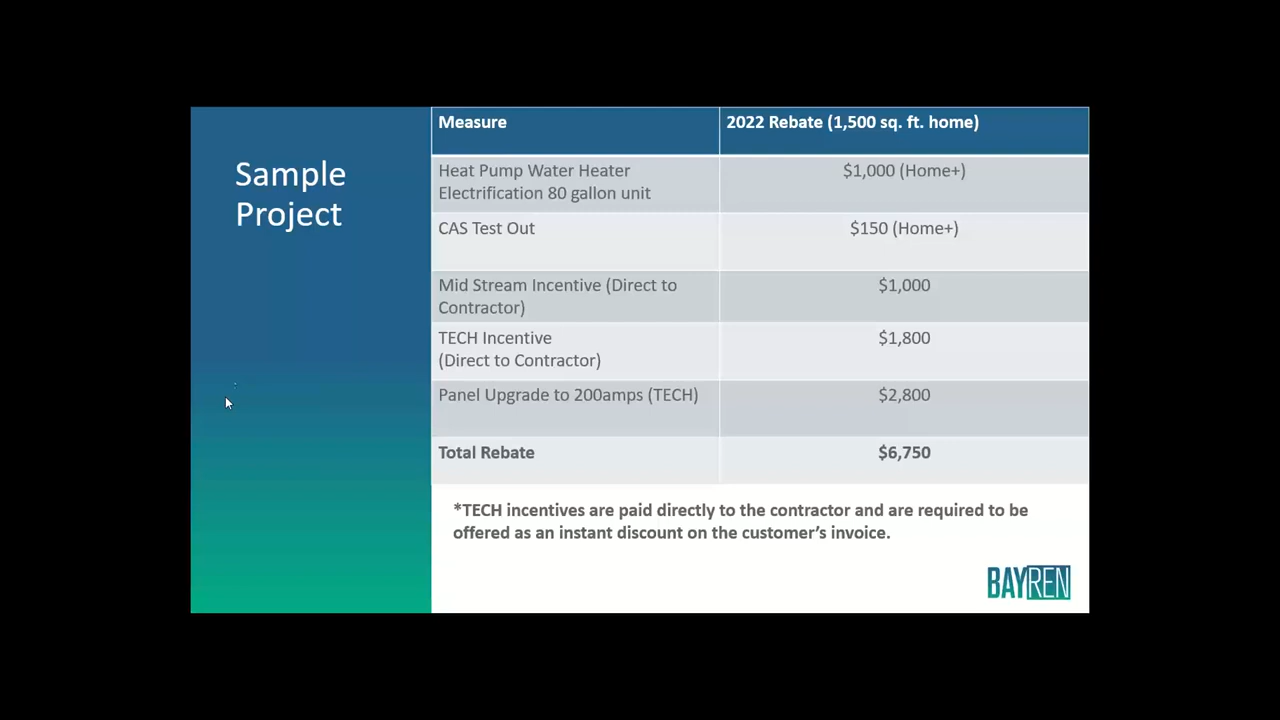 Sample
Project
Measure
2022 Rebate (1,500 sq. ft. home)
Heat Pump Water Heater
Electrification 80 gallon unit
$1,000 (Home+)
CAS Test Out
$150 (Home+)
Mid Stream Incentive (Direct to
Contractor)
$1,000
TECH Incentive
(Direct to Contractor)
$1,800
Panel Upgrade to 200amps (TECH)
$2,800
Total Rebate
$6,750
*TECH incentives are paid directly to the contractor and are required to be
offered as an instant discount on the customer’s invoice.
BAYREN